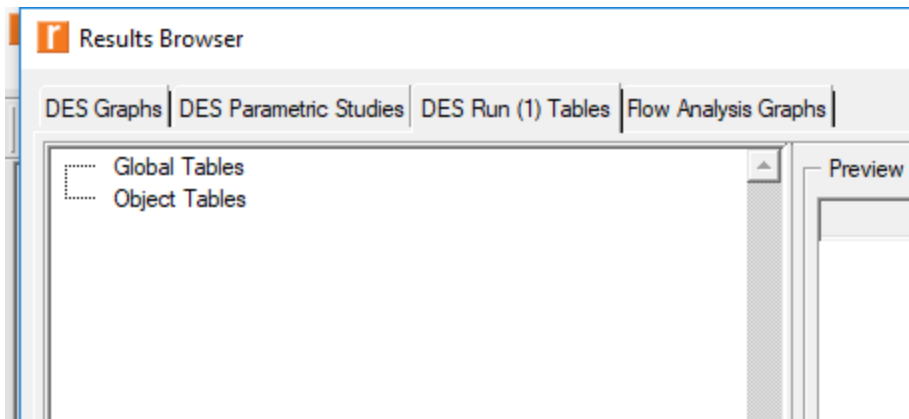 Results Browser
DES Graphs DES Parametric Studies DES Run (1) Tables Flow Analysis Graphs
Global Tables
Object Tables
Preview